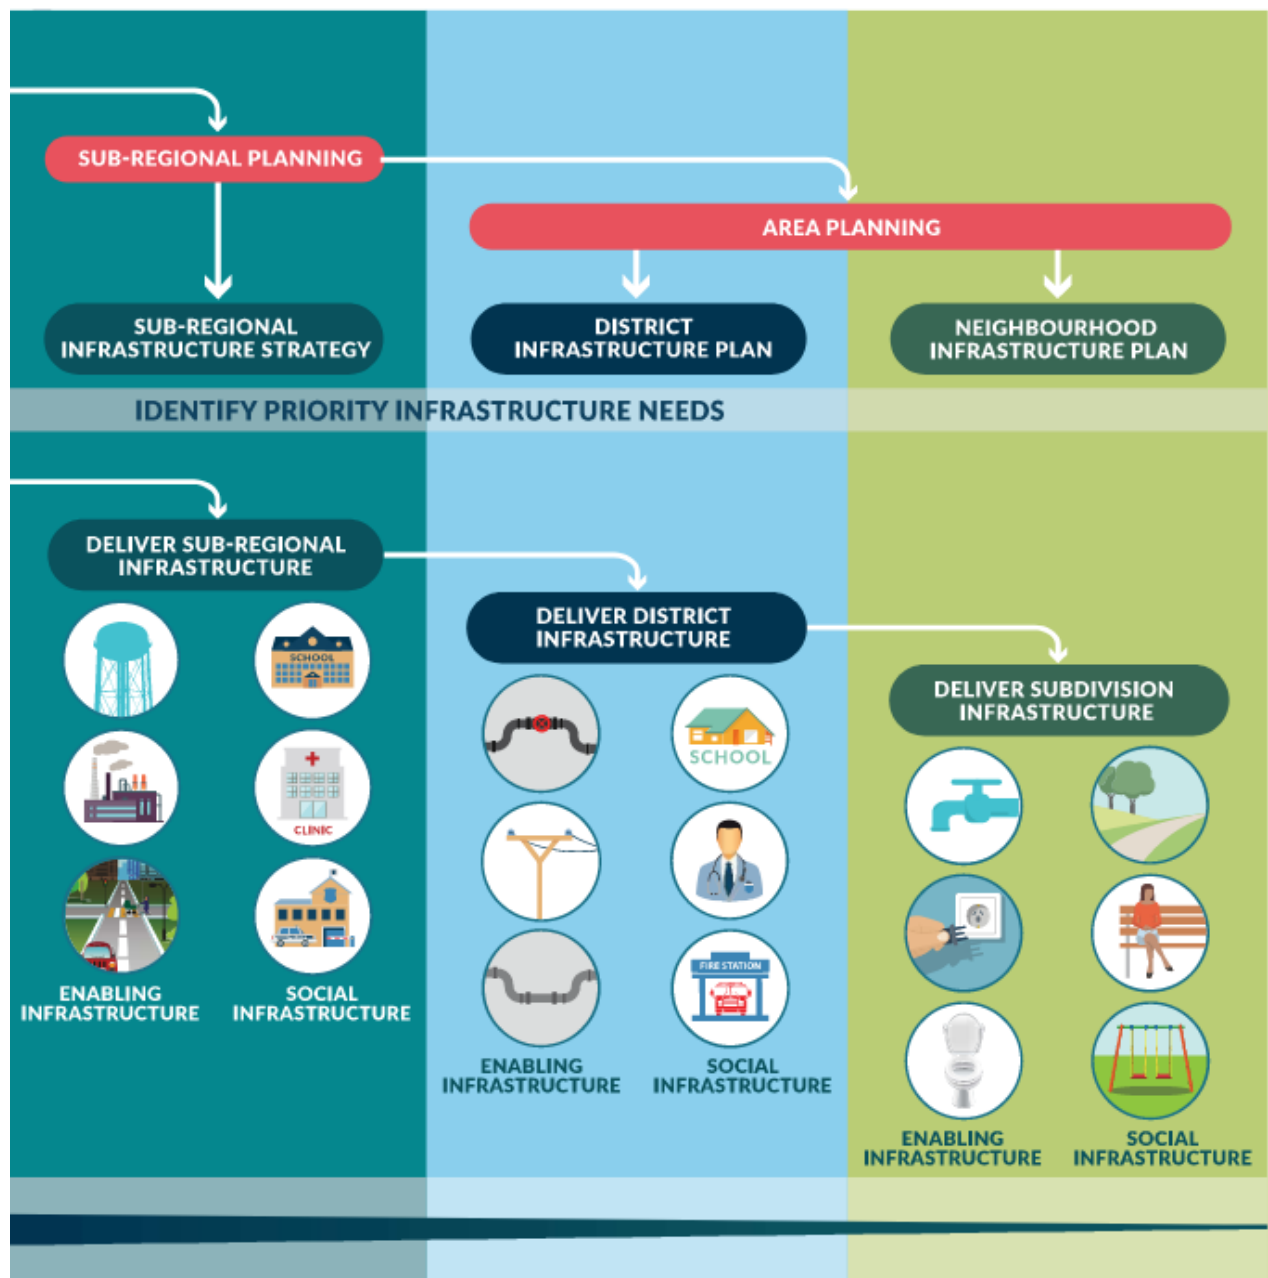 SUB-REGIONAL PLANNING
AREA PLANNING
SUB-REGIONAL
INFRASTRUCTURE STRATEGY
DISTRICT
INFRASTRUCTURE PLAN
NEIGHBOURHOOD
INFRASTRUCTURE PLAN
IDENTIFY PRIORITY INFRASTRUCTURE NEEDS
DELIVER SUB-REGIONAL
INFRASTRUCTURE
SCHOOL
CLINIC
ENABLING
INFRASTRUCTURE
SOCIAL
INFRASTRUCTURE
DELIVER DISTRICT
INFRASTRUCTURE
SCHOOL
FIRE STATION
ENABLING
INFRASTRUCTURE
SOCIAL
INFRASTRUCTURE
DELIVER SUBDIVISION
INFRASTRUCTURE
ENABLING
INFRASTRUCTURE
SOCIAL
INFRASTRUCTURE